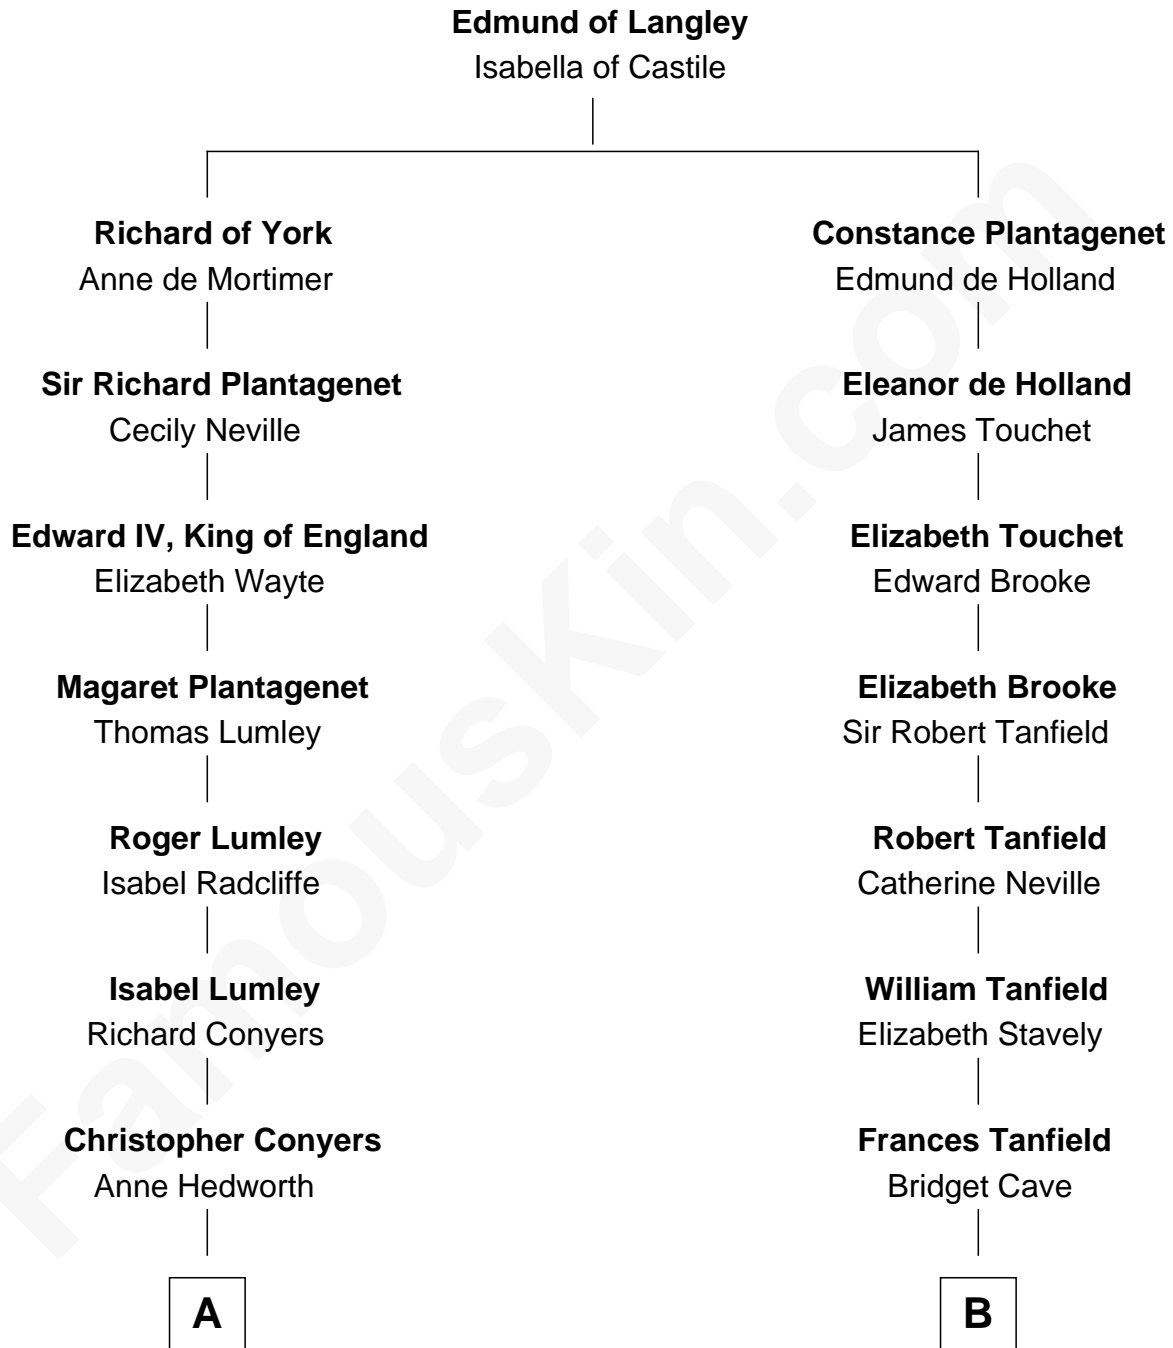 Edmund of Langley
Isabella of Castile
Richard of York
Anne de Mortimer
Constance Plantagenet
Edmund de Holland
Sir Richard Plantagenet
Cecily Neville
Eleanor de Holland
James Touchet
Edward IV, King of England
Elizabeth Wayte
Elizabeth Touchet
Edward Brooke
Magaret Plantagenet
Thomas Lumley
Elizabeth Brooke
Sir Robert Tanfield
Roger Lumley
Isabel Radcliffe
Robert Tanfield
Catherine Neville
Isabel Lumley
Richard Conyers
William Tanfield
Elizabeth Stavely
Christopher Conyers
Anne Hedworth
Frances Tanfield
Bridget Cave
A
B
FamousKin.com